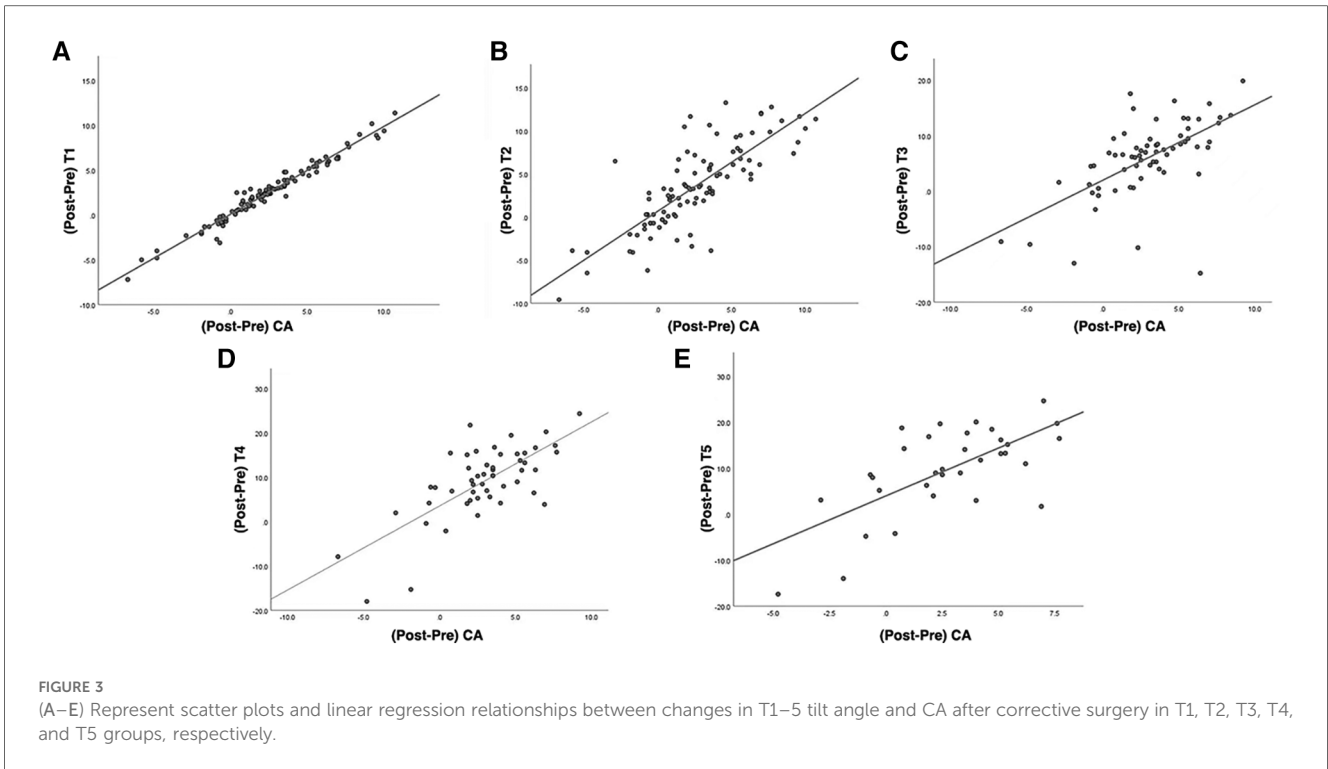 A
B
C
15.0
10.0
5.0
.0
-5.0
-10.0
(Post-Pre) T1
-5.0 .0 5.0 10.0
(Post-Pre) CA
15.0
10.0
5.0
.0
-5.0
-10.0
(Post-Pre) T2
-5.0 .0 5.0 10.0
(Post-Pre) CA
20.0
10.0
.0
-10.0
-20.0
(Post-Pre) T3
-10.0 -5.0 .0 5.0 10.0
(Post-Pre) CA
D
E
30.0
20.0
10.0
.0
-10.0
-20.0
(Post-Pre) T4
-10.0 -5.0 .0 5.0 10.0
(Post-Pre) CA
30.0
20.0
10.0
.0
-10.0
-20.0
(Post-Pre) T5
-5.0 -2.5 .0 2.5 5.0 7.5
(Post-Pre) CA
FIGURE 3
(A–E) Represent scatter plots and linear regression relationships between changes in T1–5 tilt angle and CA after corrective surgery in T1, T2, T3, T4,
and T5 groups, respectively.